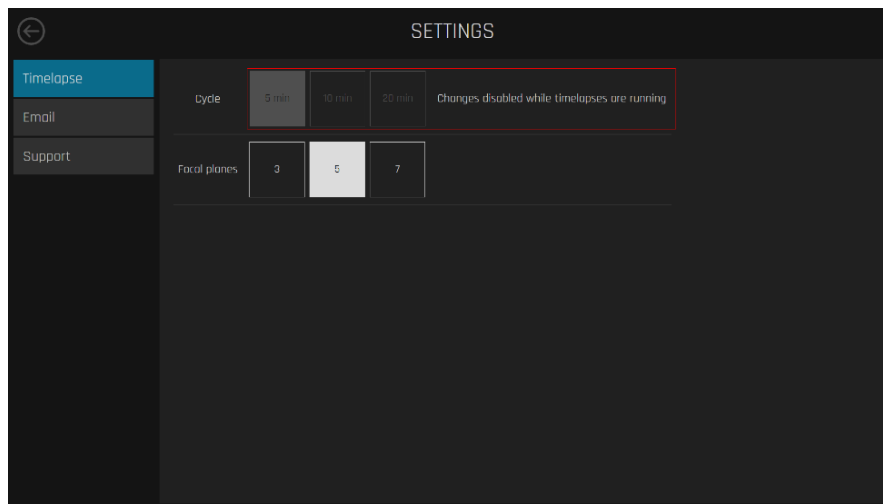 SETTINGS
Timelapse
Email
Support
Cycle 5 min 10 min 20 min Changes disabled while timelapses are running
Focal planes 3 5 7